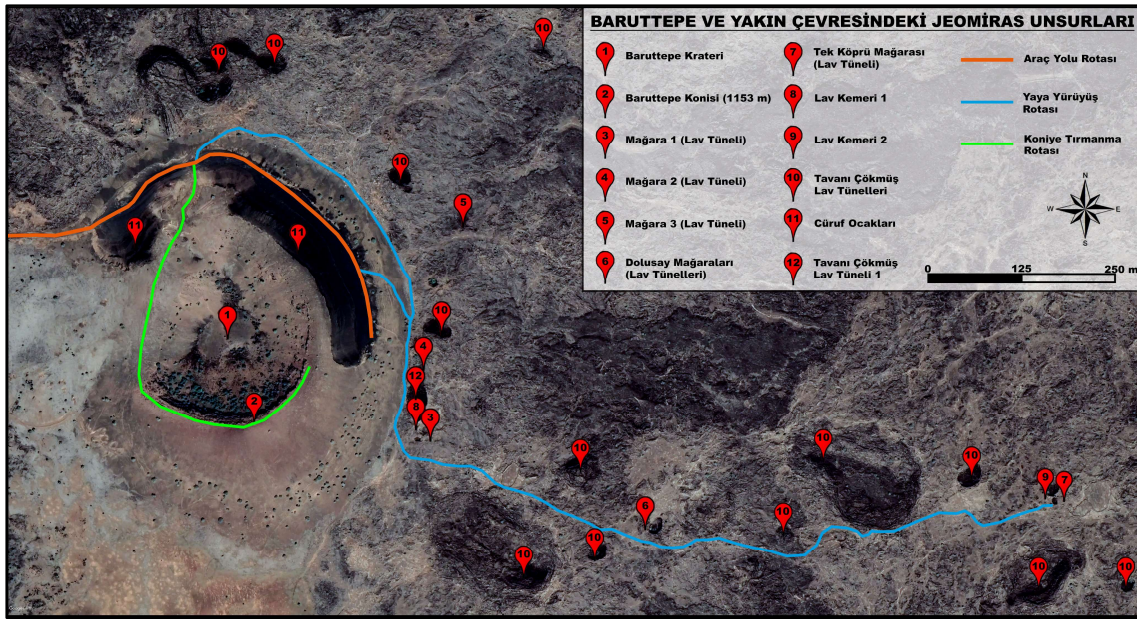 BARUTTEPE VE YAKIN ÇEVRESİNDEKİ JEOMİRAS UNSURLARI
1 Baruttepe Krateri
2 Baruttepe Konisi (1153 m)
3 Mağara 1 (Lav Tüneli)
4 Mağara 2 (Lav Tüneli)
5 Mağara 3 (Lav Tüneli)
6 Dolusay Mağaraları
(Lav Tünelleri)
7 Tek Köprü Mağarası
(Lav Tüneli)
8 Lav Kemeri 1
9 Lav Kemeri 2
10 Tavanı Çökmüş
Lav Tünelleri
11 Cüruf Ocakları
12 Tavanı Çökmüş
Lav Tüneli 1
Araç Yolu Rotası
Yaya Yürüyüş
Rotası
Koniye Tırmanma
Rotası
N
W E
S
0 125 250 m
10
10
10
10
5
11
11
1
10
4
12
8
3
2
10
10
10
9
7
6
10
10
10
10
10